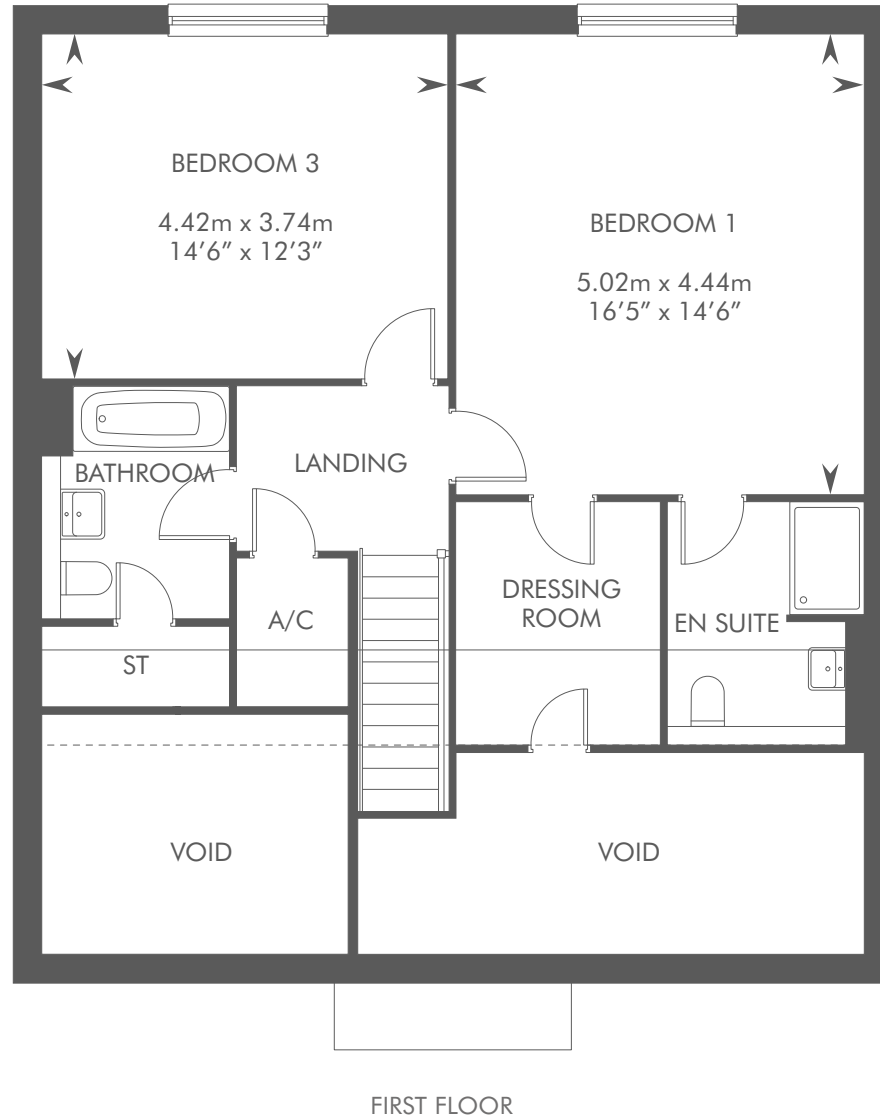 BEDROOM 3
4.42m x 3.74m
14’6” x 12’3”
BEDROOM 1
5.02m x 4.44m
16’5” x 14’6”
BATHROOM
LANDING
DRESSING
ROOM
A/C
EN SUITE
ST
VOID
VOID
FIRST FLOOR